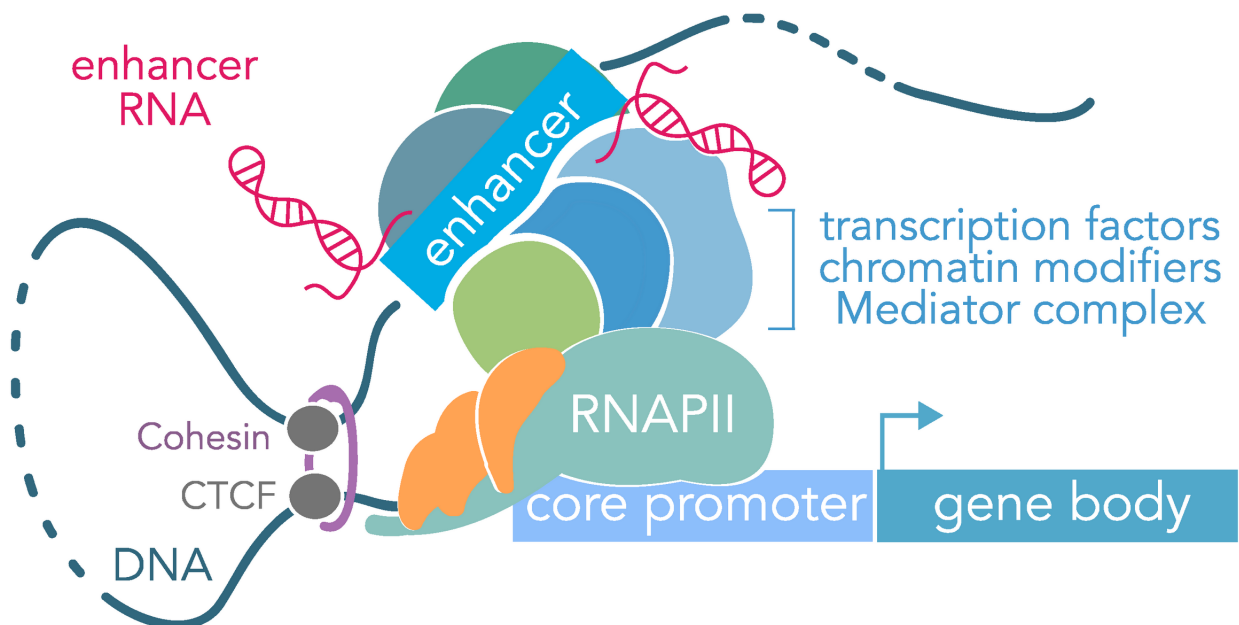 enhancer
RNA
enhancer
transcription factors
chromatin modifiers
Mediator complex
RNAPII
Cohesin
CTCF
core promoter
gene body
DNA